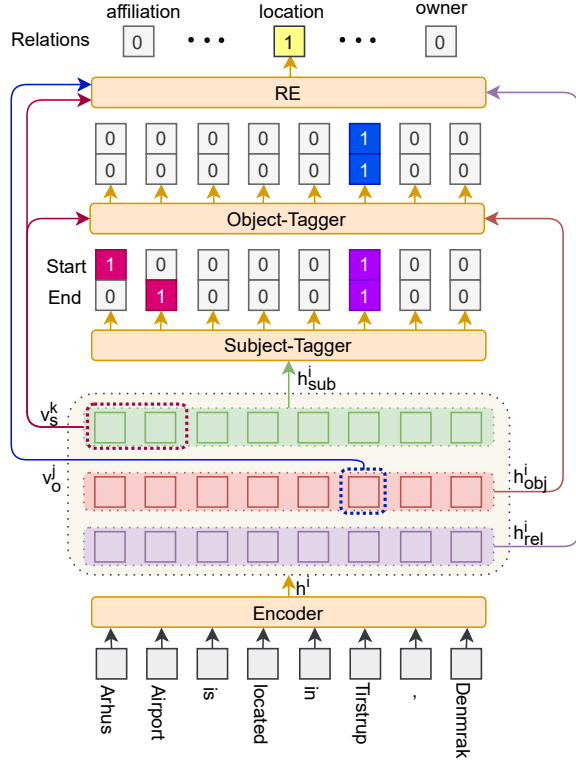 affiliation location owner
Relations 0 • • • 1 • • • 0
RE
0 0 0 0 0 1 0 0
0 0 0 0 0 1 0 0
Object-Tagger
Start 1 0 0 0 0 1 0 0
End 0 1 0 0 0 1 0 0
Subject-Tagger
h^i_sub
v^k_s
v^j_o
h^i_obj
h^i_rel
h^i
Encoder
Arhus Airport is located in Tirstrup , Denmrak